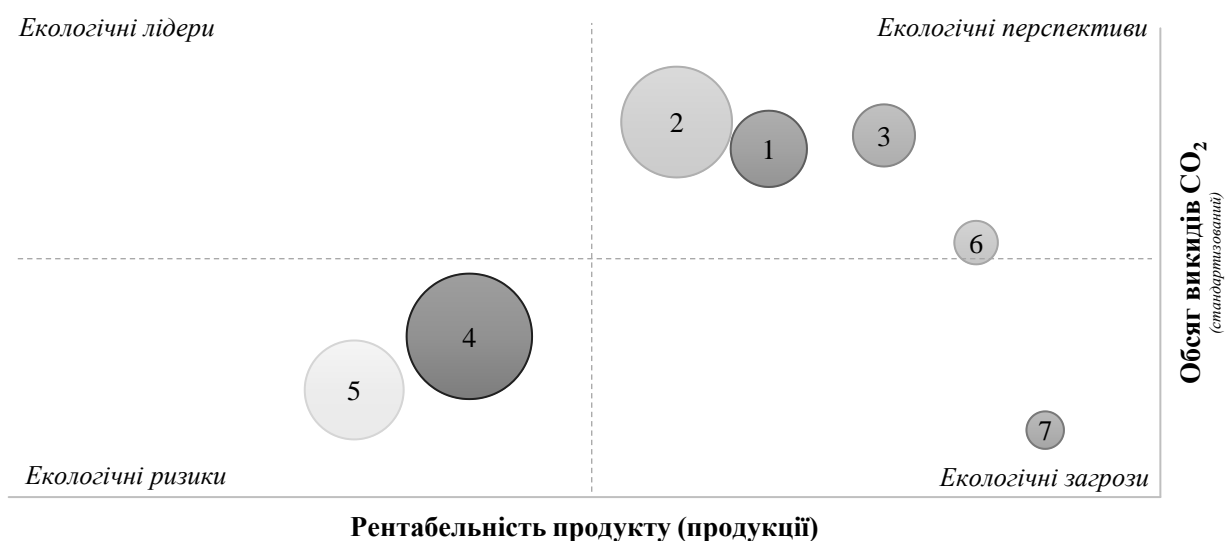 Екологічні лідери
Екологічні перспективи
2
1
3
6
4
5
7
Екологічні ризики
Екологічні загрози
Рентабельність продукту (продукції)
Обсяг викидів CO₂
(стандартизований)